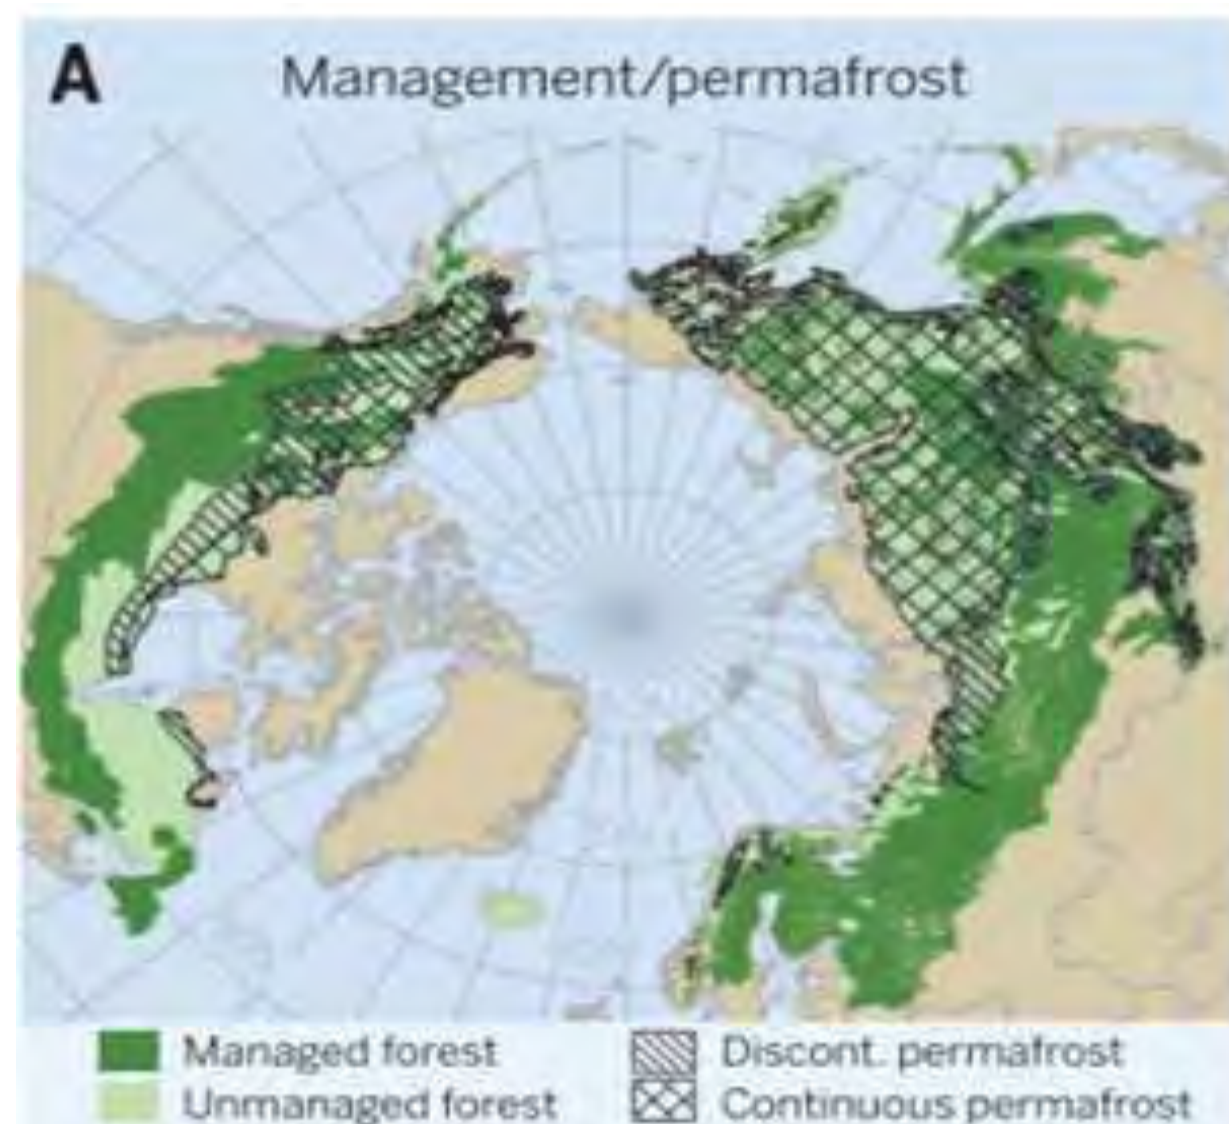 A
Management/permafrost
Managed forest
Discont. permafrost
Unmanaged forest
Continuous permafrost